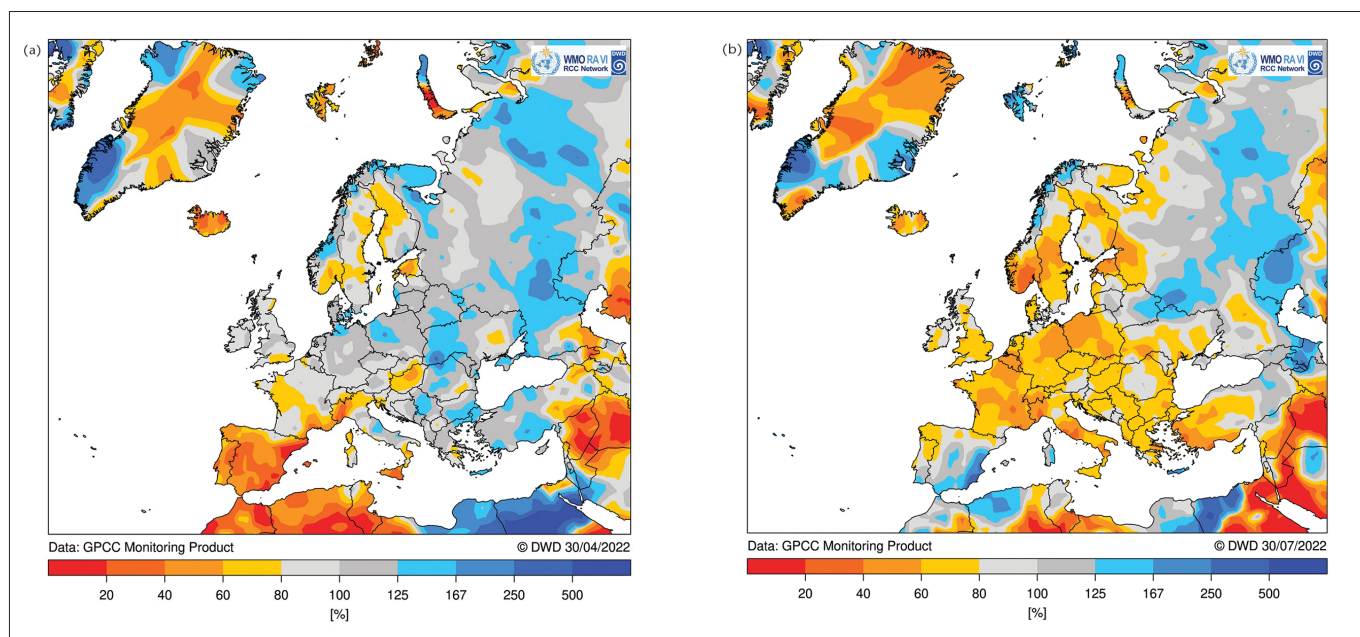 (a)
WMO RA VI
RCC Network
DWD
Data: GPCC Monitoring Product
© DWD 30/04/2022
20 40 60 80 100 125 167 250 500
[%]
(b)
WMO RA VI
RCC Network
DWD
Data: GPCC Monitoring Product
© DWD 30/07/2022
20 40 60 80 100 125 167 250 500
[%]